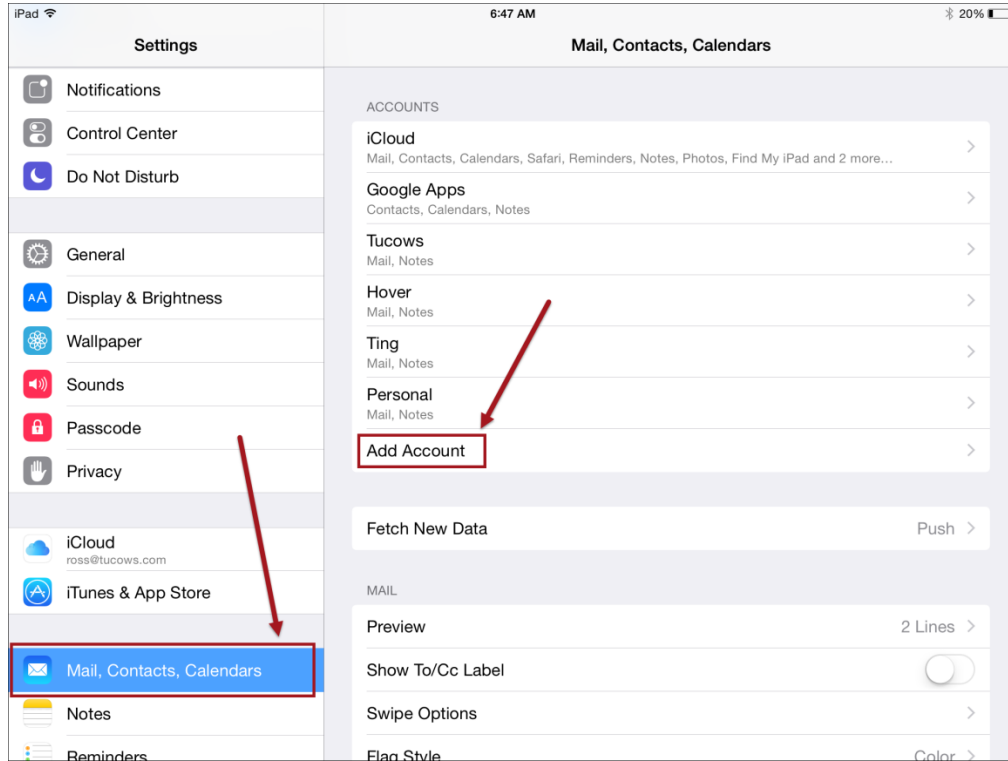 iPad 6:47 AM 20%
Settings
Mail, Contacts, Calendars
Notifications
Control Center
Do Not Disturb
General
AA Display & Brightness
Wallpaper
Sounds
Passcode
Privacy
iCloud
ross@tucows.com
iTunes & App Store
Mail, Contacts, Calendars
Notes
Reminders
ACCOUNTS
iCloud
Mail, Contacts, Calendars, Safari, Reminders, Notes, Photos, Find My iPad and 2 more...
Google Apps
Contacts, Calendars, Notes
Tucows
Mail, Notes
Hover
Mail, Notes
Ting
Mail, Notes
Personal
Mail, Notes
Add Account
Fetch New Data Push
MAIL
Preview 2 Lines
Show To/Cc Label
Swipe Options
Flag Style Color